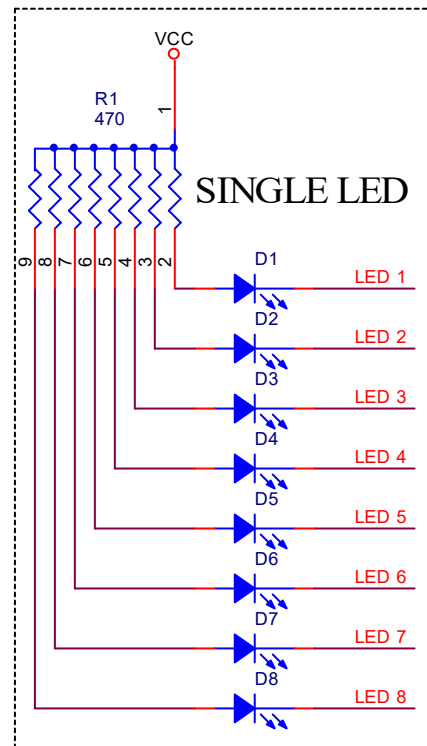 VCC
R1
470
1
SINGLE LED
9
8
7
6
5
4
3
2
D1
LED 1
D2
LED 2
D3
LED 3
D4
LED 4
D5
LED 5
D6
LED 6
D7
LED 7
D8
LED 8